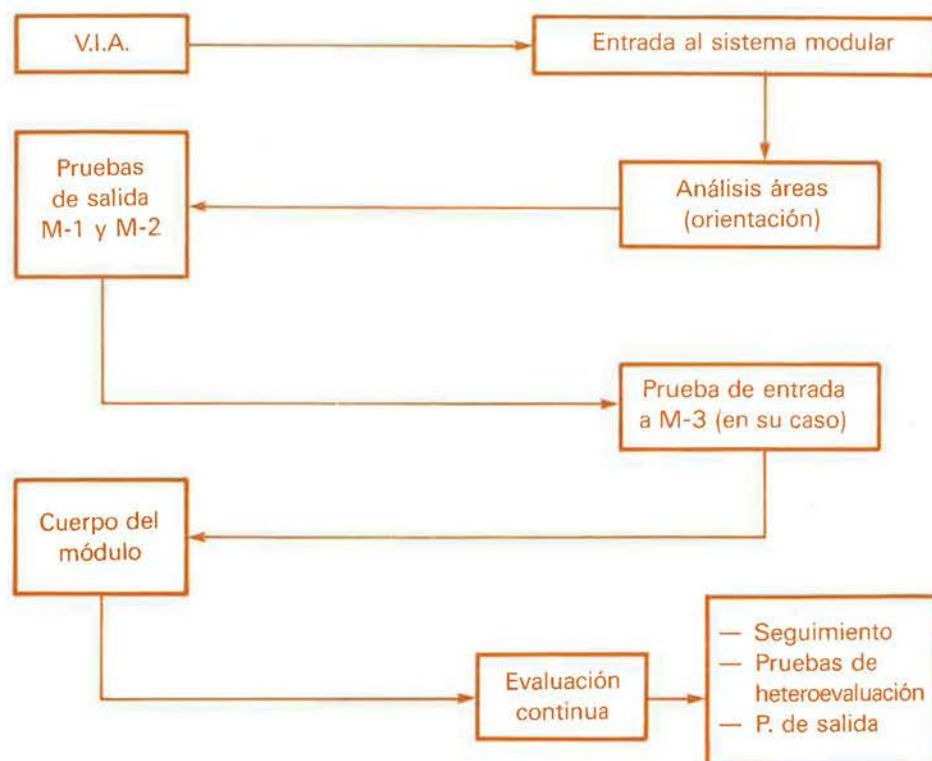 V.I.A.
Entrada al sistema modular
Análisis áreas
(orientación)
Pruebas
de salida
M-1 y M-2
Prueba de entrada
a M-3 (en su caso)
Cuerpo del
módulo
Evaluación
continua
— Seguimiento
— Pruebas de
heteroevaluación
— P. de salida